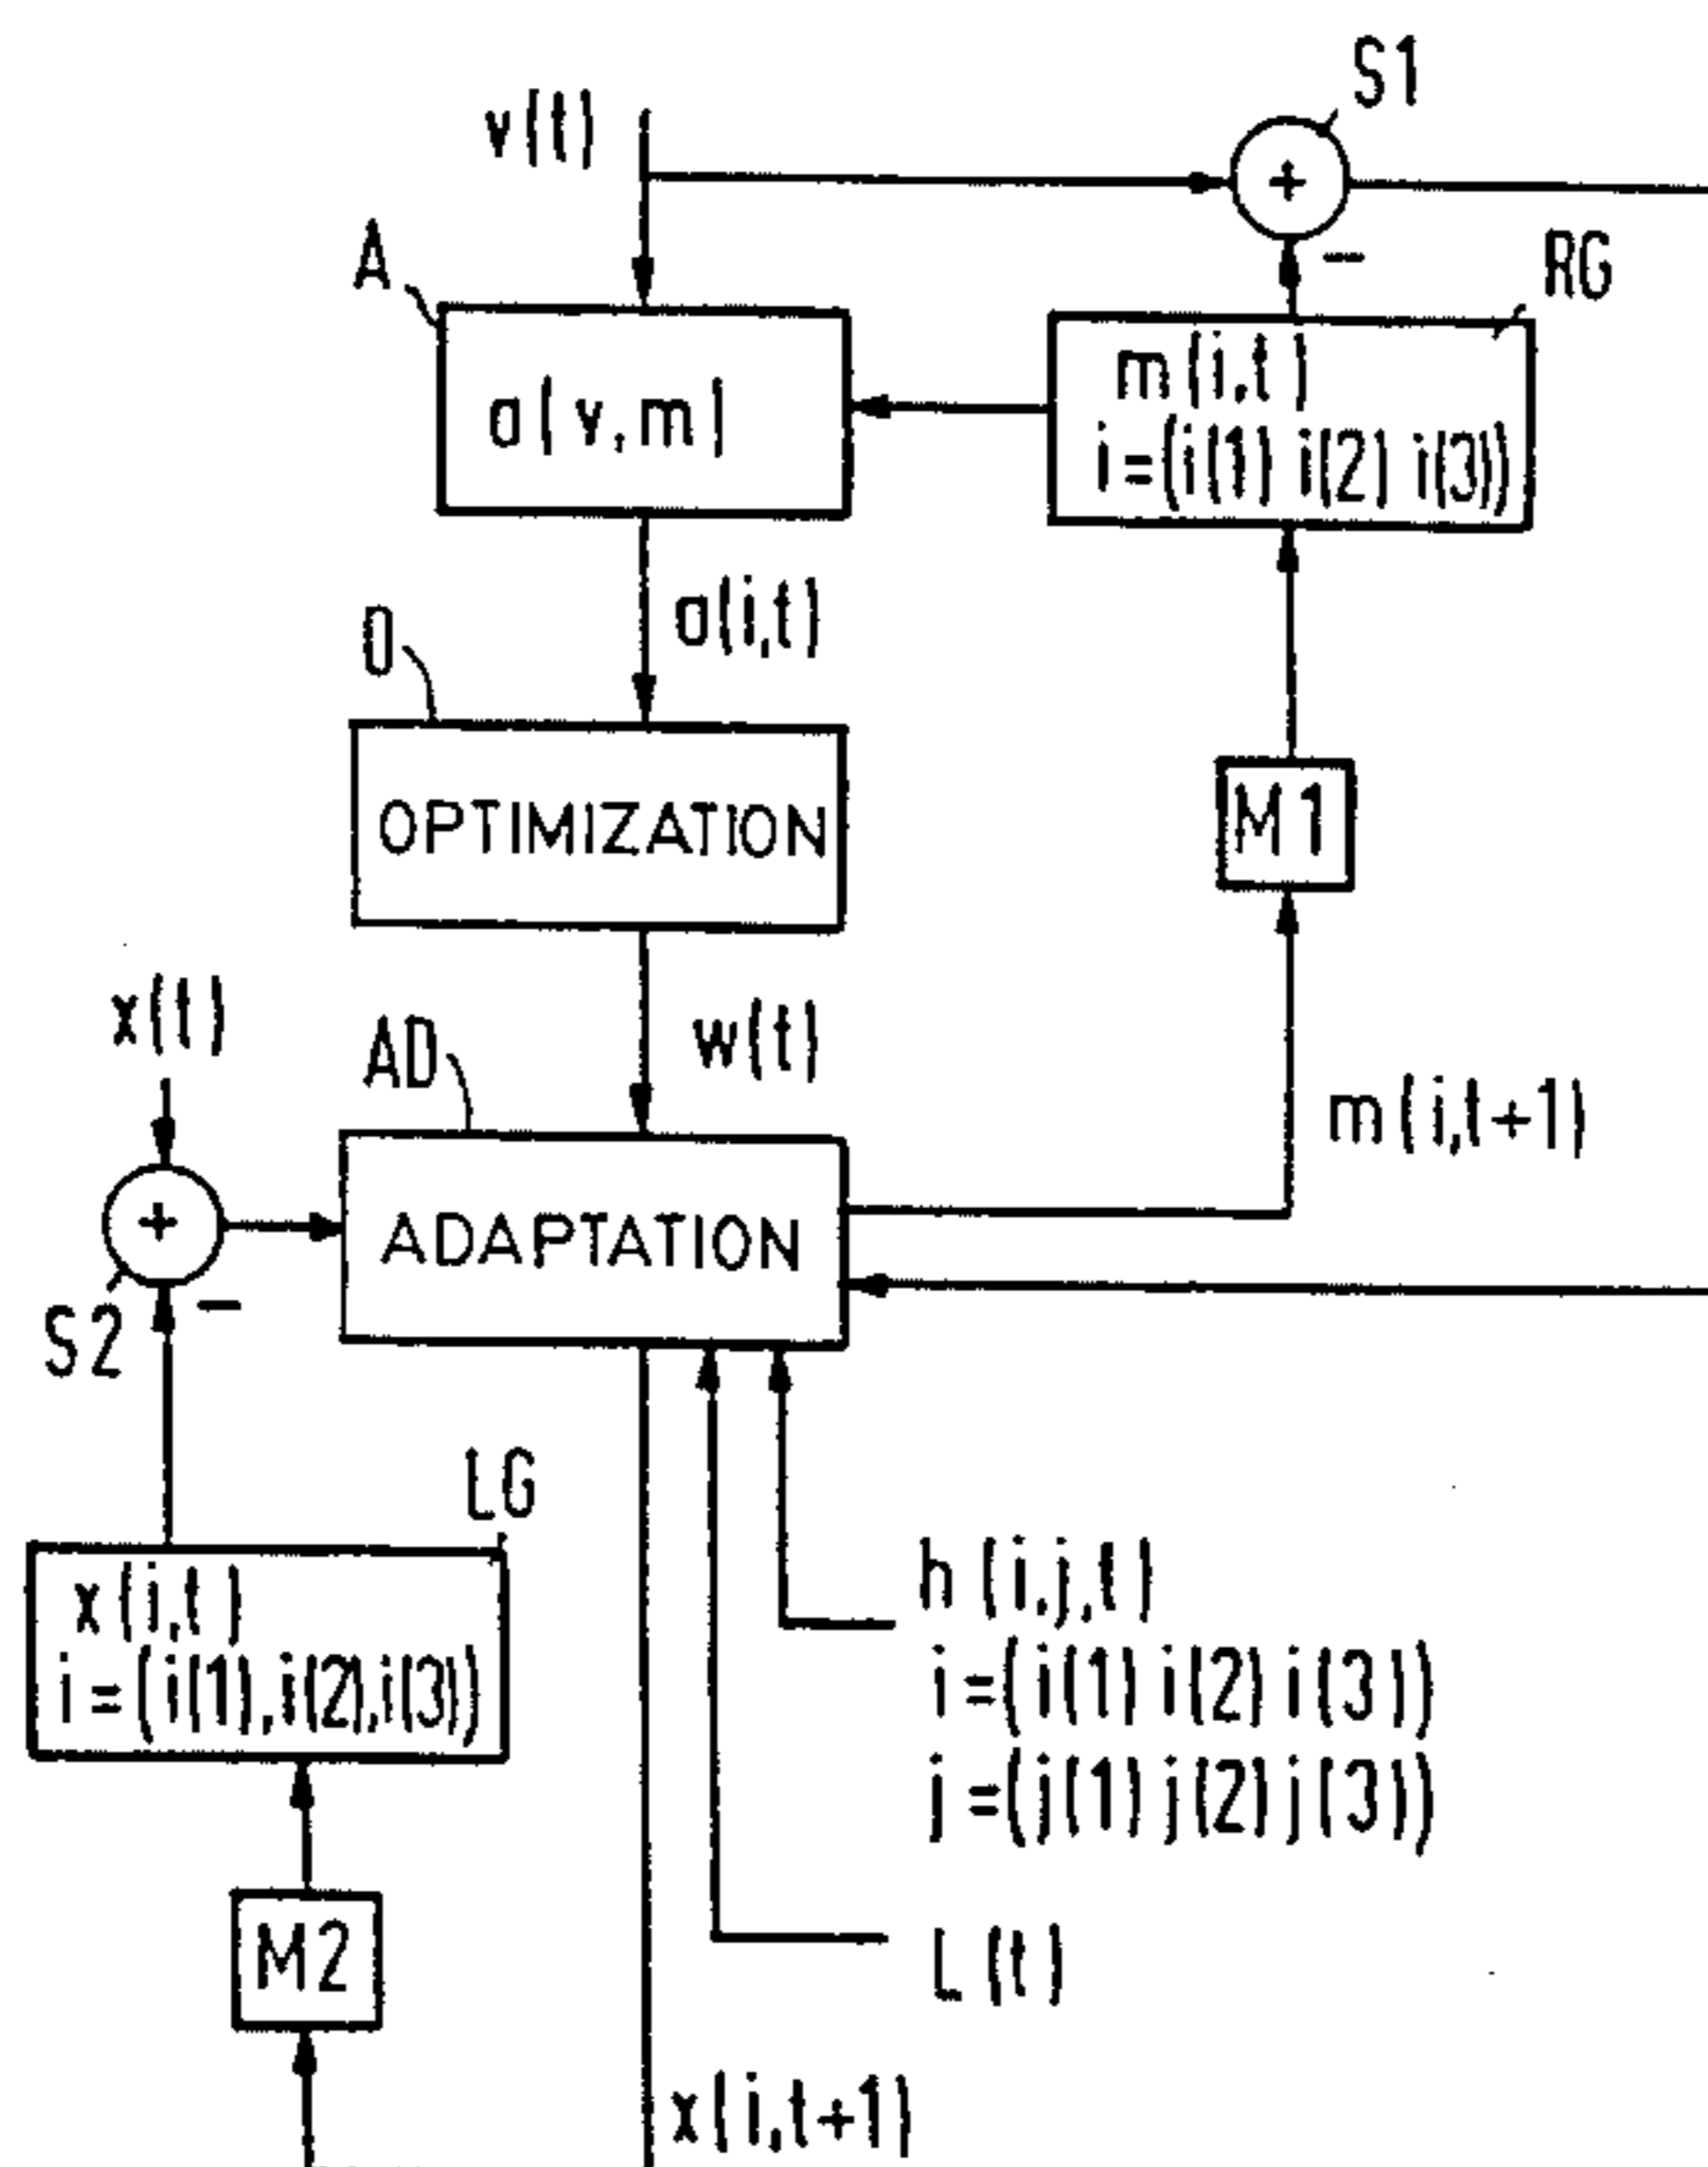 S1
v(t)
A
RG
a(v,m)
m(i,t)
i=(i(1) i(2) i(3))
a(i,t)
O
OPTIMIZATION
M1
x(t)
AD
w(t)
m(i,t+1)
+
+
-
ADAPTATION
S2
-
LG
x(i,t)
i=(i(1),i(2),i(3))
h(i,j,t)
i=(i(1) i(2) i(3))
j=(j(1) j(2) j(3))
M2
L(t)
x(i,t+1)